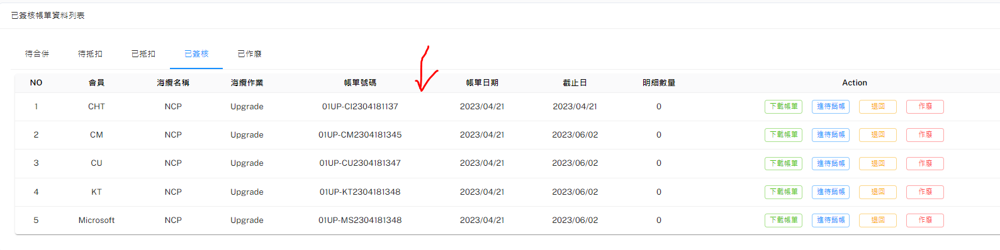 已簽核帳單資料列表
待合併 待抵扣 已抵扣 已簽核 已作廢
NO 會員 海纜名稱 海纜作業 帳單號碼 帳單日期 截止日 明細數量 Action
1 CHT NCP Upgrade 01UP-CI2304181137 2023/04/21 2023/04/21 0 下載帳單 進待銷帳 退回 作廢
2 CM NCP Upgrade 01UP-CM2304181345 2023/04/21 2023/06/02 0 下載帳單 進待銷帳 退回 作廢
3 CU NCP Upgrade 01UP-CU2304181347 2023/04/21 2023/06/02 0 下載帳單 進待銷帳 退回 作廢
4 KT NCP Upgrade 01UP-KT2304181348 2023/04/21 2023/06/02 0 下載帳單 進待銷帳 退回 作廢
5 Microsoft NCP Upgrade 01UP-MS2304181348 2023/04/21 2023/06/02 0 下載帳單 進待銷帳 退回 作廢